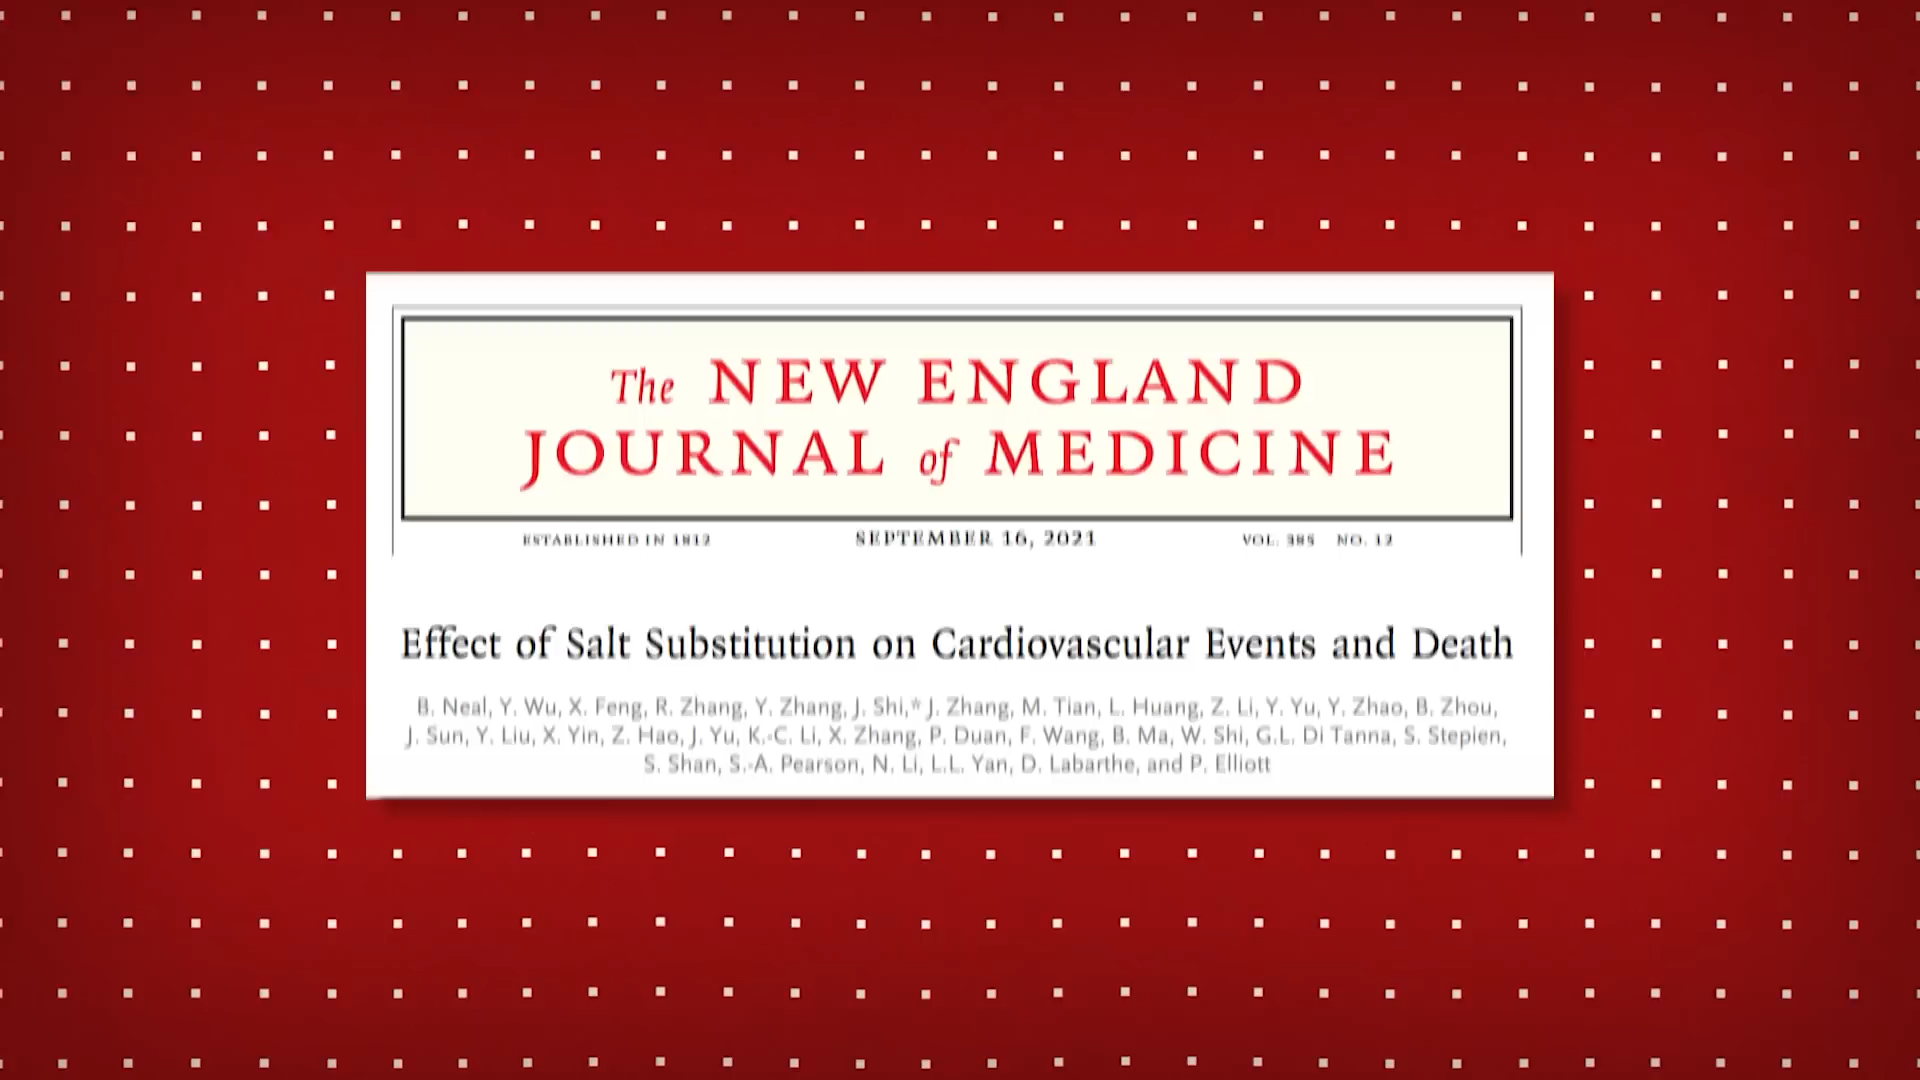 The NEW ENGLAND
JOURNAL of MEDICINE
ESTABLISHED IN 1812 SEPTEMBER 16, 2021 VOL. 385 NO. 12
Effect of Salt Substitution on Cardiovascular Events and Death
B. Neal, Y. Wu, X. Feng, R. Zhang, Y. Zhang, J. Shi,* J. Zhang, M. Tian, L. Huang, Z. Li, Y. Yu, Y. Zhao, B. Zhou,
J. Sun, Y. Liu, X. Yin, Z. Hao, J. Yu, K.-C. Li, X. Zhang, P. Duan, F. Wang, B. Ma, W. Shi, G.L. Di Tanna, S. Stepien,
S. Shan, S.-A. Pearson, N. Li, L.L. Yan, D. Labarthe, and P. Elliott